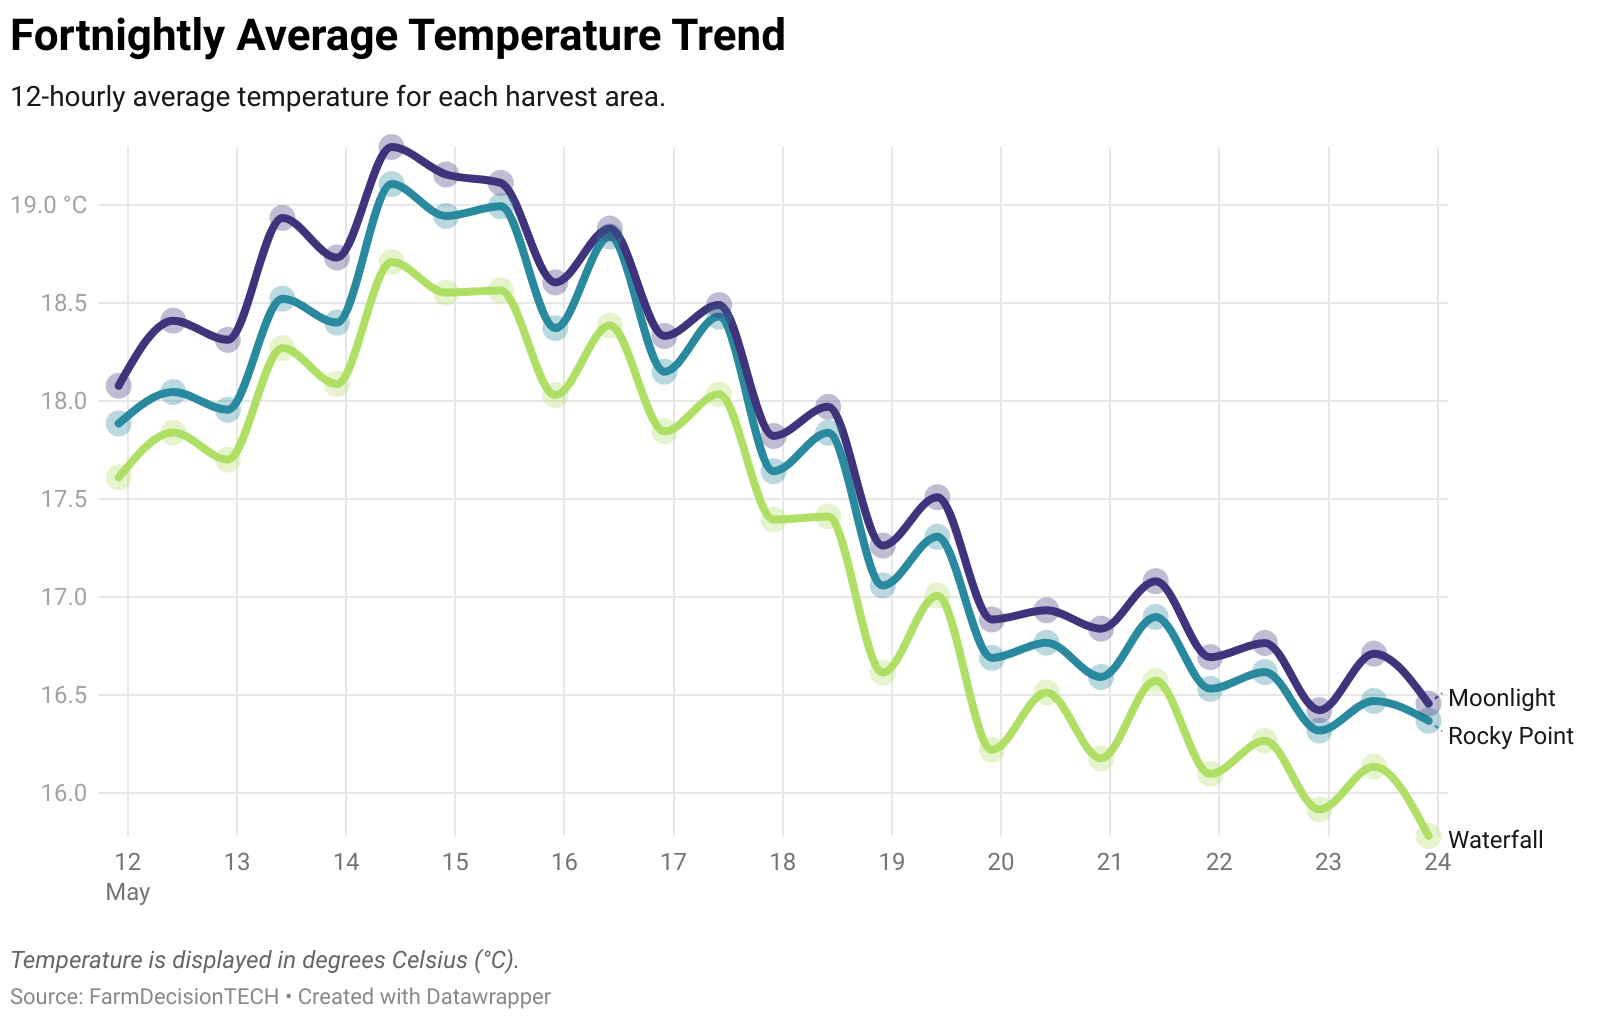 Fortnightly Average Temperature Trend
12-hourly average temperature for each harvest area.
19.0 °C
18.5
18.0
17.5
17.0
16.5
16.0
Moonlight
Rocky Point
Waterfall
12 13 14 15 16 17 18 19 20 21 22 23 24
May
Temperature is displayed in degrees Celsius (°C).
Source: FarmDecisionTECH • Created with Datawrapper